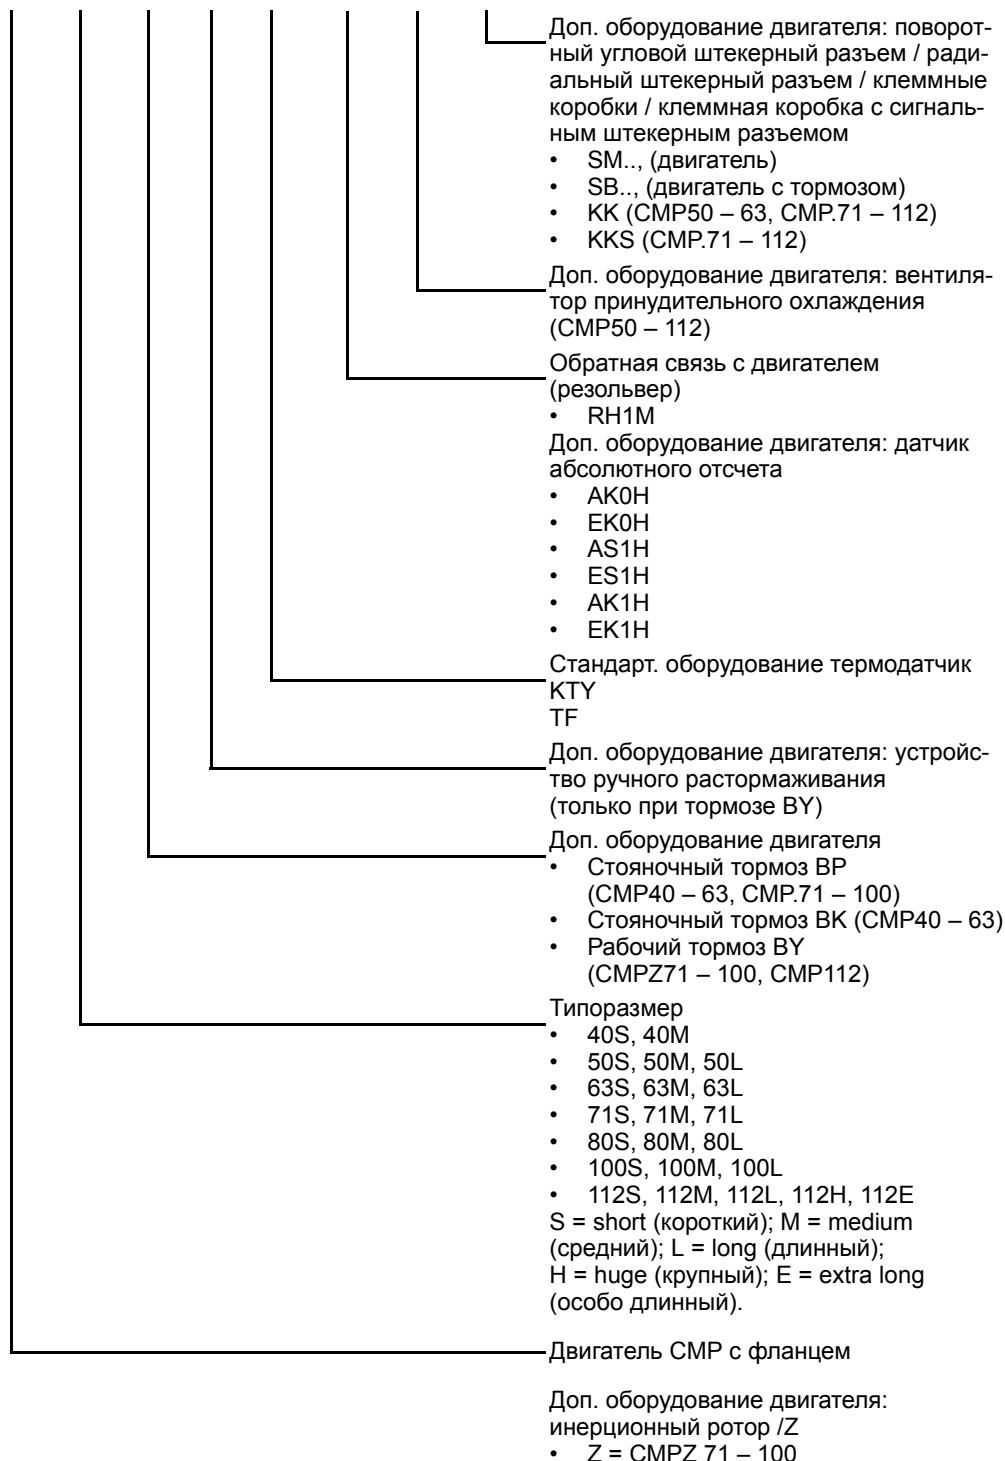 Доп. оборудование двигателя: поворот-
ный угловой штекерный разъем / ради-
альный штекерный разъем / клеммные
коробки / клеммная коробка с сигналь-
ным штекерным разъемом
• SM.., (двигатель)
• SB.., (двигатель с тормозом)
• KK (CMP50 – 63, CMP.71 – 112)
• KKS (CMP.71 – 112)
Доп. оборудование двигателя: вентиля-
тор принудительного охлаждения
(CMP50 – 112)
Обратная связь с двигателем
(резольвер)
• RH1M
Доп. оборудование двигателя: датчик
абсолютного отсчета
• AK0H
• EK0H
• AS1H
• ES1H
• AK1H
• EK1H
Стандарт. оборудование термодатчик
KTY
TF
Доп. оборудование двигателя: устройс-
тво ручного растормаживания
(только при тормозе BY)
Доп. оборудование двигателя
• Стояночный тормоз BP
(CMP40 – 63, CMP.71 – 100)
• Стояночный тормоз BK (CMP40 – 63)
• Рабочий тормоз BY
(CMPZ71 – 100, CMP112)
Типоразмер
• 40S, 40M
• 50S, 50M, 50L
• 63S, 63M, 63L
• 71S, 71M, 71L
• 80S, 80M, 80L
• 100S, 100M, 100L
• 112S, 112M, 112L, 112H, 112E
S = short (короткий); M = medium
(средний); L = long (длинный);
H = huge (крупный); E = extra long
(особо длинный).
Двигатель CMP с фланцем
Доп. оборудование двигателя:
инерционный ротор /Z
• Z = CMPZ 71 – 100